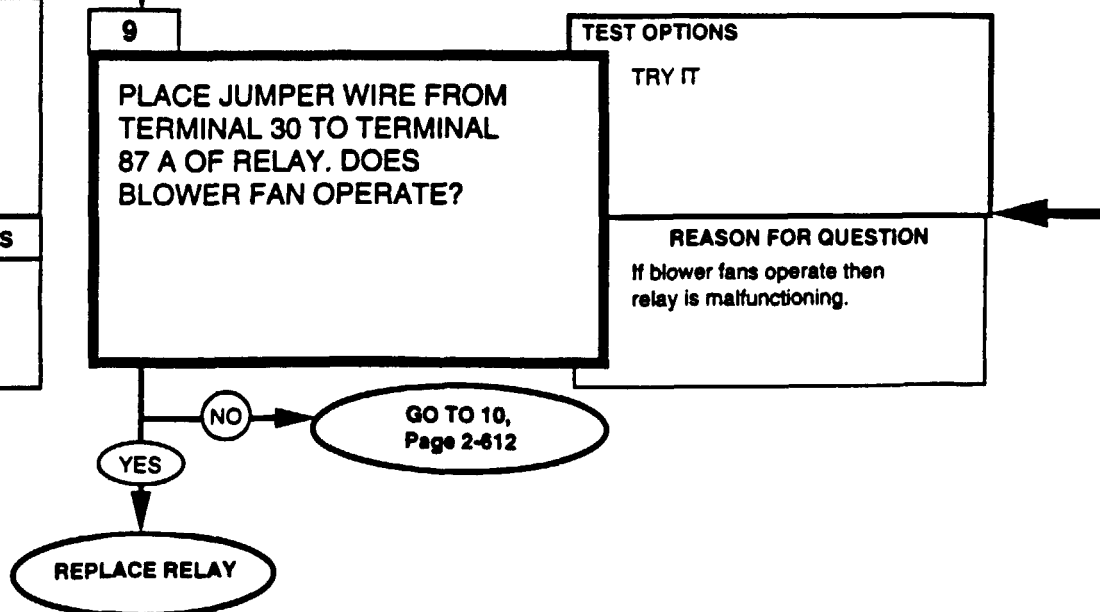 9
PLACE JUMPER WIRE FROM
TERMINAL 30 TO TERMINAL
87 A OF RELAY. DOES
BLOWER FAN OPERATE?
TEST OPTIONS
TRY IT
S
REASON FOR QUESTION
If blower fans operate then
relay is malfunctioning.
NO
GO TO 10,
Page 2-612
YES
REPLACE RELAY